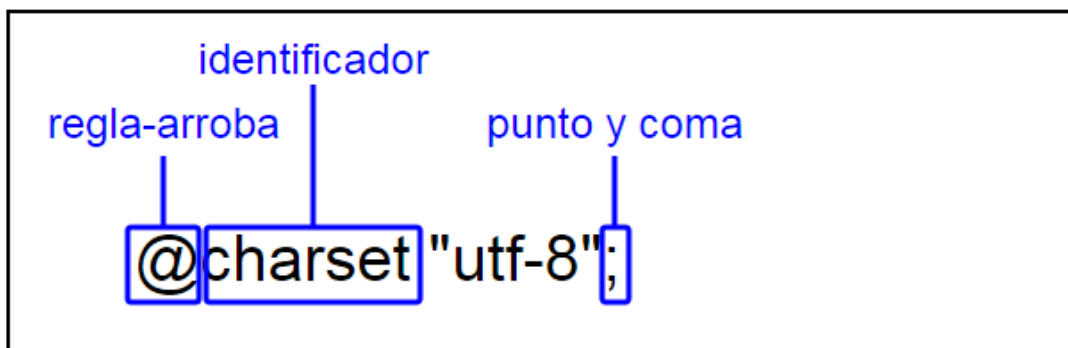 identificador
regla-arroba punto y coma
@charset "utf-8";